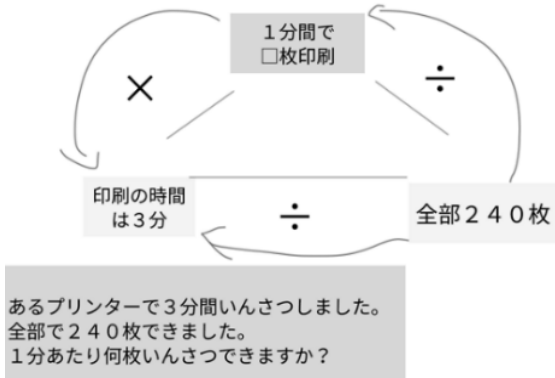 １分間で
□枚印刷
×
÷
印刷の時間
は３分
÷
全部２４０枚
あるプリンターで３分間いんさつしました。
全部で２４０枚できました。
１分あたり何枚いんさつできますか？